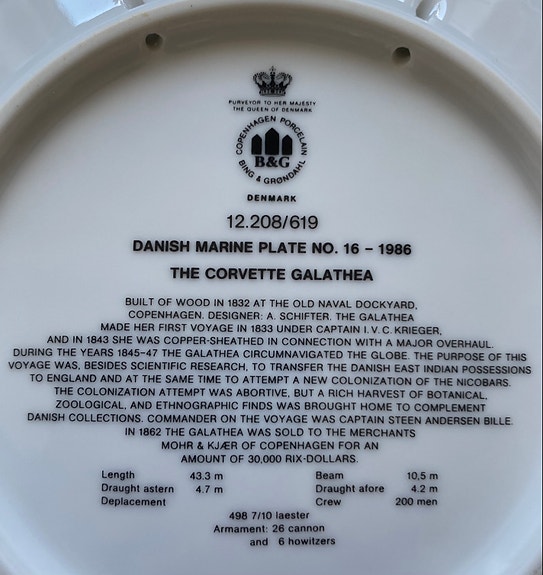 PURVEYOR TO HER MAJESTY
THE QUEEN OF DENMARK
COPENHAGEN PORCELAIN
B&G
BING & GRØNDAHL
DENMARK
12.208/619
DANISH MARINE PLATE NO. 16 – 1986
THE CORVETTE GALATHEA
BUILT OF WOOD IN 1832 AT THE OLD NAVAL DOCKYARD,
COPENHAGEN. DESIGNER: A. SCHIFTER. THE GALATHEA
MADE HER FIRST VOYAGE IN 1833 UNDER CAPTAIN I. V. C. KRIEGER,
AND IN 1843 SHE WAS COPPER-SHEATHED IN CONNECTION WITH A MAJOR OVERHAUL.
DURING THE YEARS 1845–47 THE GALATHEA CIRCUMNAVIGATED THE GLOBE. THE PURPOSE OF THIS
VOYAGE WAS, BESIDES SCIENTIFIC RESEARCH, TO TRANSFER THE DANISH EAST INDIAN POSSESSIONS
TO ENGLAND AND AT THE SAME TIME TO ATTEMPT A NEW COLONIZATION OF THE NICOBARS.
THE COLONIZATION ATTEMPT WAS ABORTIVE, BUT A RICH HARVEST OF BOTANICAL,
ZOOLOGICAL, AND ETHNOGRAPHIC FINDS WAS BROUGHT HOME TO COMPLEMENT
DANISH COLLECTIONS. COMMANDER ON THE VOYAGE WAS CAPTAIN STEEN ANDERSEN BILLE.
IN 1862 THE GALATHEA WAS SOLD TO THE MERCHANTS
MOHR & KJÆR OF COPENHAGEN FOR AN
AMOUNT OF 30,000 RIX-DOLLARS.
Length 43.3 m Beam 10,5 m
Draught astern 4.7 m Draught afore 4.2 m
Deplacement Crew 200 men
498 7/10 laester
Armament: 26 cannon
and 6 howitzers